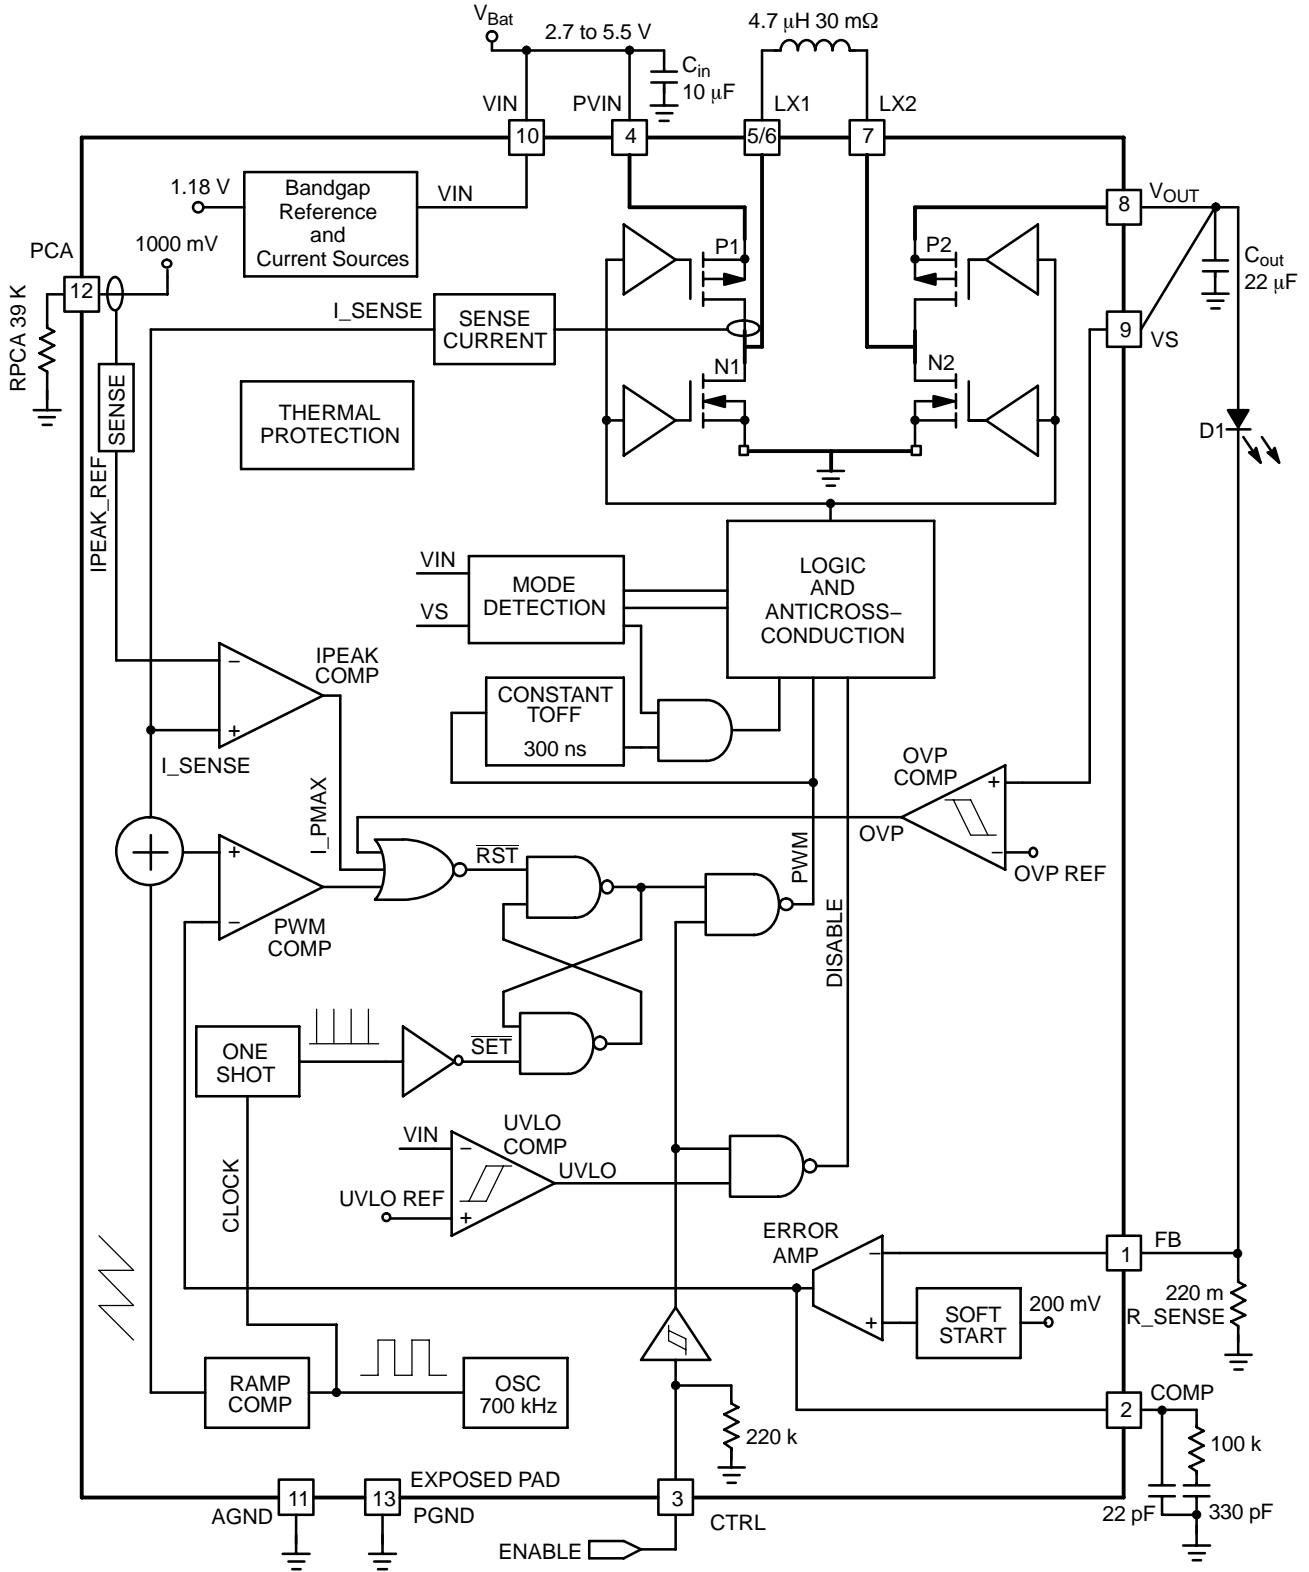 V_Bat
2.7 to 5.5 V
4.7 μH 30 mΩ
C_in
10 μF
VIN
PVIN
LX1
LX2
10
4
5/6
7
1.18 V
Bandgap
Reference
and
Current Sources
VIN
8
V_OUT
PCA
1000 mV
P1
P2
C_out
22 μF
12
RPCA 39 K
I_SENSE
SENSE
CURRENT
9
VS
N1
N2
SENSE
THERMAL
PROTECTION
D1
IPEAK_REF
VIN
VS
MODE
DETECTION
LOGIC
AND
ANTICROSS–
CONDUCTION
IPEAK
COMP
–
+
I_SENSE
CONSTANT
TOFF
300 ns
OVP
COMP
+
–
OVP
OVP REF
I_PMAX
+
–
PWM
COMP
RST
PWM
DISABLE
ONE
SHOT
SET
UVLO
COMP
VIN
–
UVLO
UVLO REF
+
CLOCK
ERROR
AMP
–
+
1
FB
SOFT
START
200 mV
220 m
R_SENSE
RAMP
COMP
OSC
700 kHz
220 k
2
COMP
100 k
22 pF
330 pF
EXPOSED PAD
11
13
3
AGND
PGND
CTRL
ENABLE